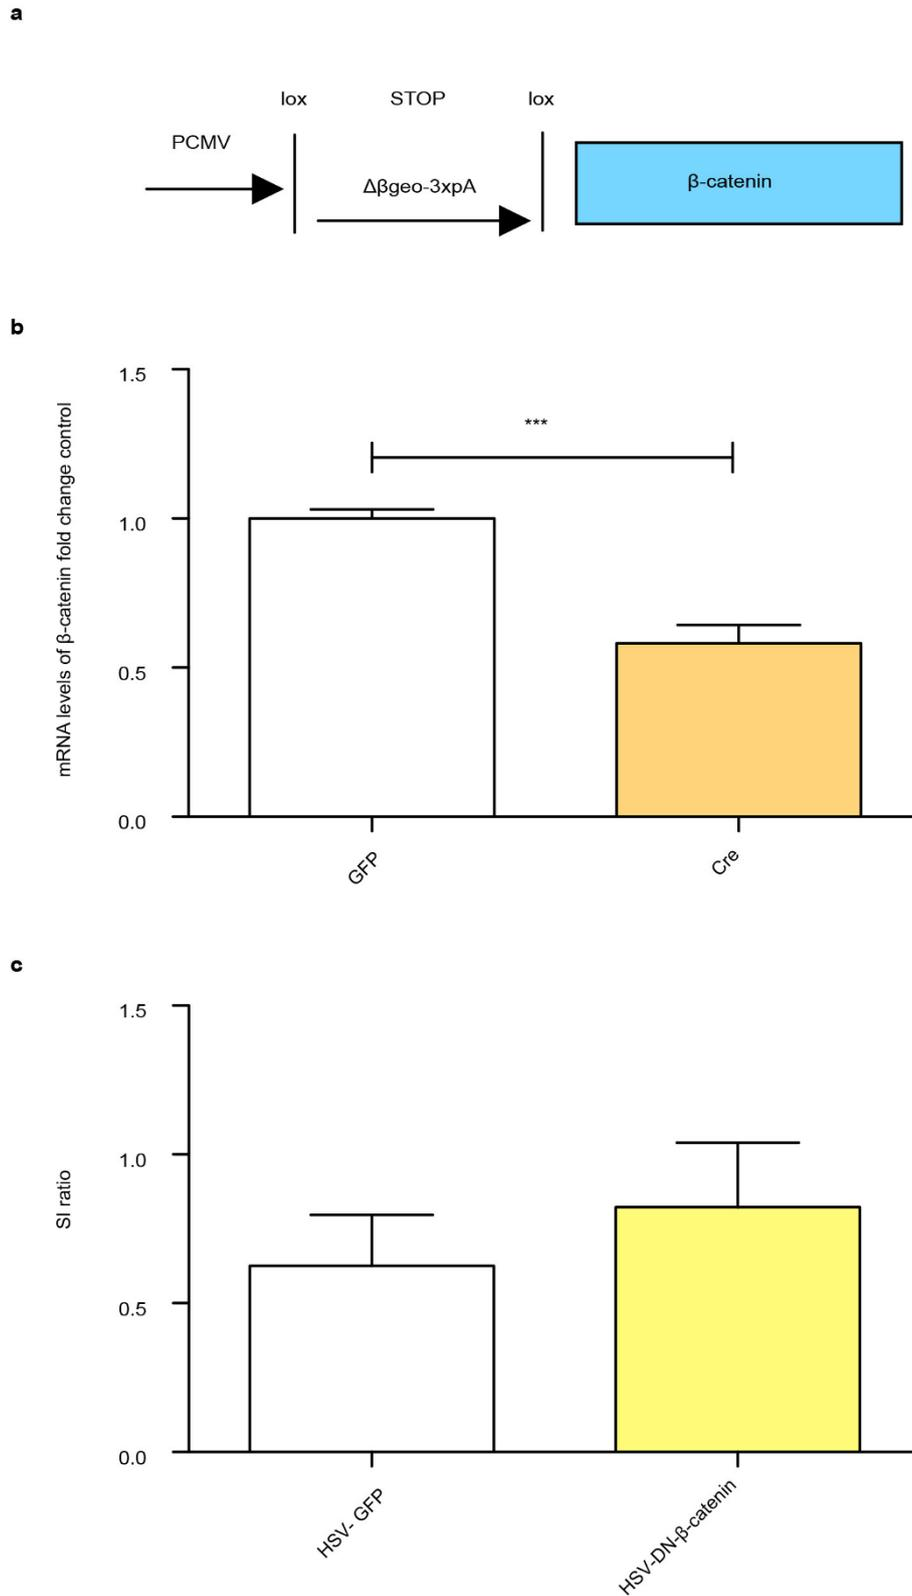 a
lox STOP lox
PCMV
Δβgeo-3xpA
β-catenin
b
mRNA levels of β-catenin fold change control
1.5
1.0
0.5
0.0
***
GFP
Cre
c
SI ratio
1.5
1.0
0.5
0.0
HSV- GFP
HSV-DN-β-catenin